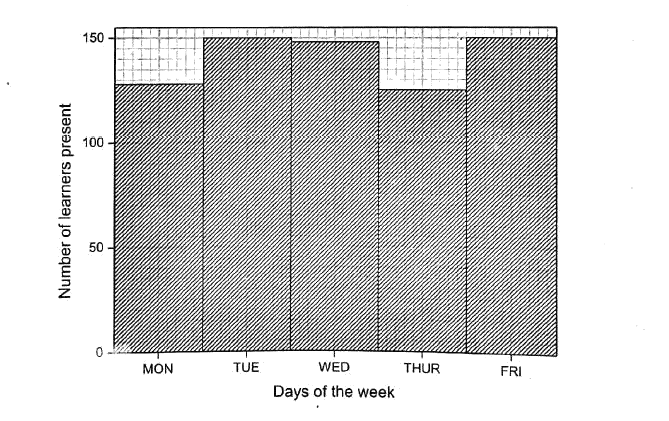 150
100
50
0
Number of learners present
MON TUE WED THUR FRI
Days of the week